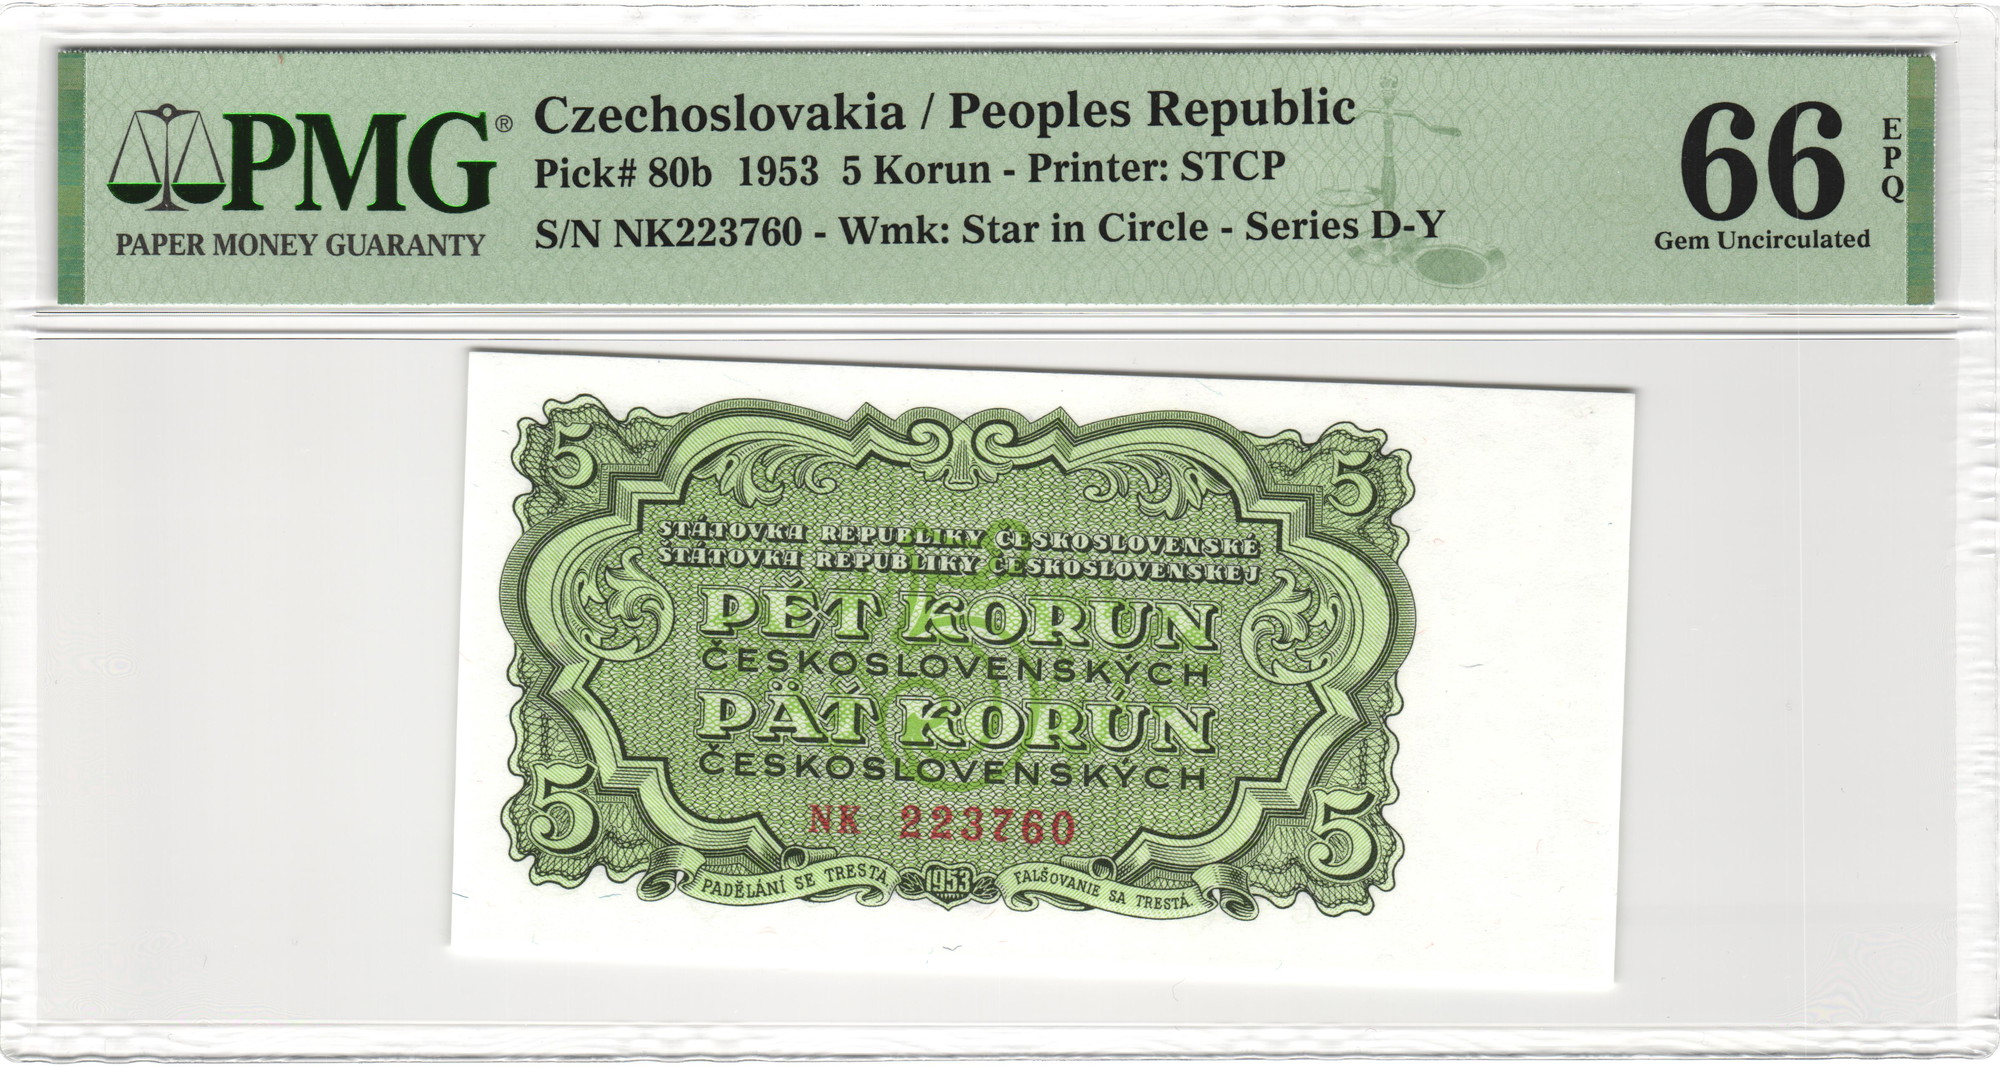 PMG®
PAPER MONEY GUARANTY
Czechoslovakia / Peoples Republic
Pick# 80b 1953 5 Korun - Printer: STCP
S/N NK223760 - Wmk: Star in Circle - Series D-Y
66
EPQ
Gem Uncirculated
5 5
STÁTOVKA REPUBLIKY ČESKOSLOVENSKÉ
ŠTÁTOVKA REPUBLIKY ČESKOSLOVENSKEJ
PĚT KORUN
ČESKOSLOVENSKÝCH
PÄŤ KORÚN
ČESKOSLOVENSKÝCH
5 5
NK 223760
PADĚLÁNÍ SE TRESTÁ 1953 FALŠOVANIE SA TRESTÁ.